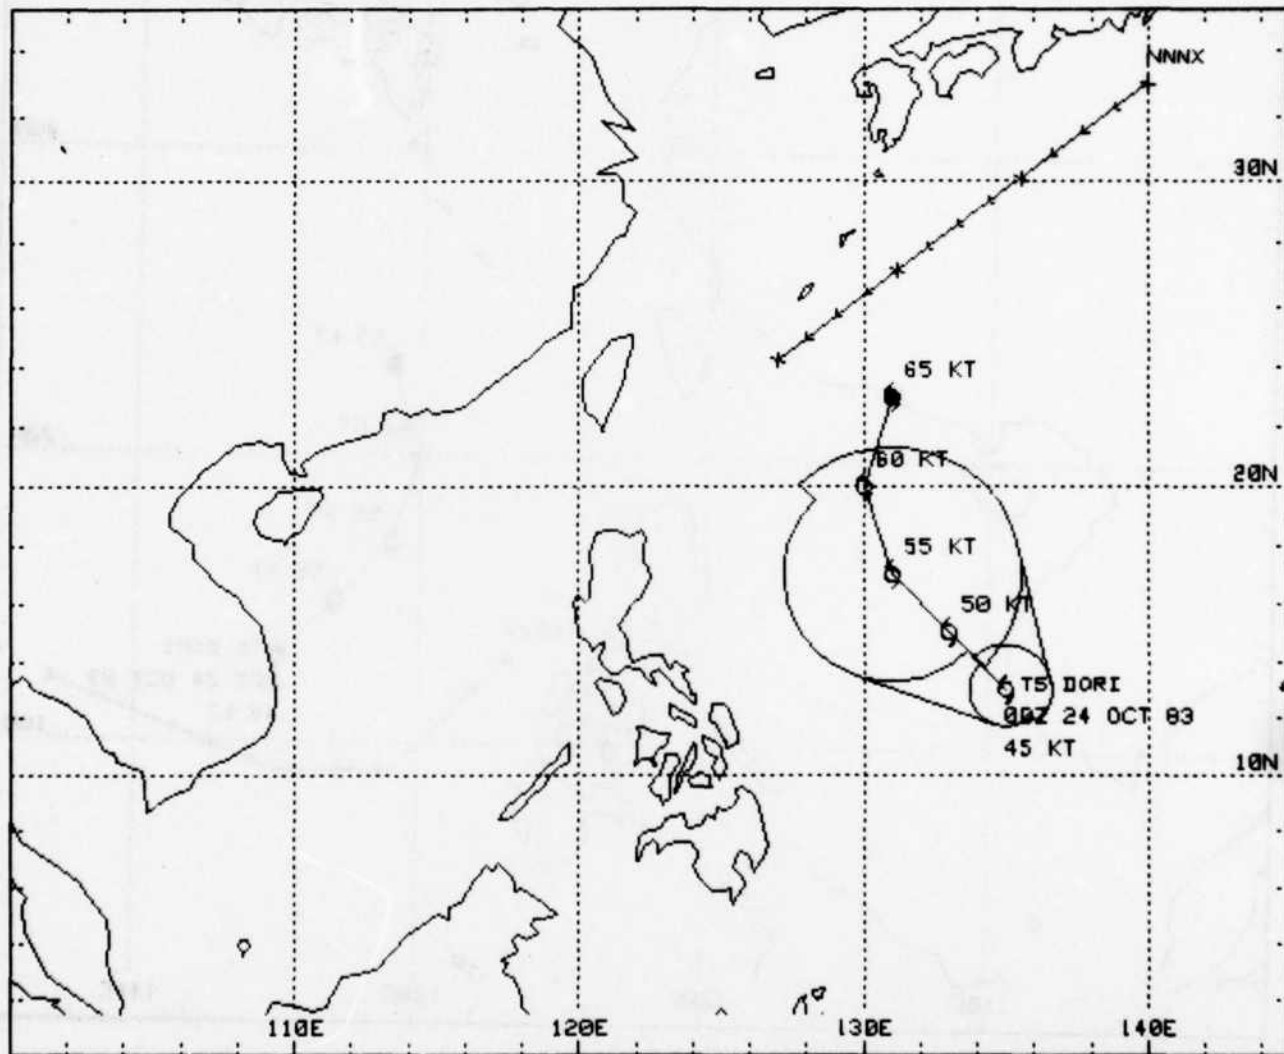 NNNX
30N
65 KT
60 KT
20N
55 KT
50 KT
TS DORI
00Z 24 OCT 83
45 KT
10N
110E
120E
130E
140E